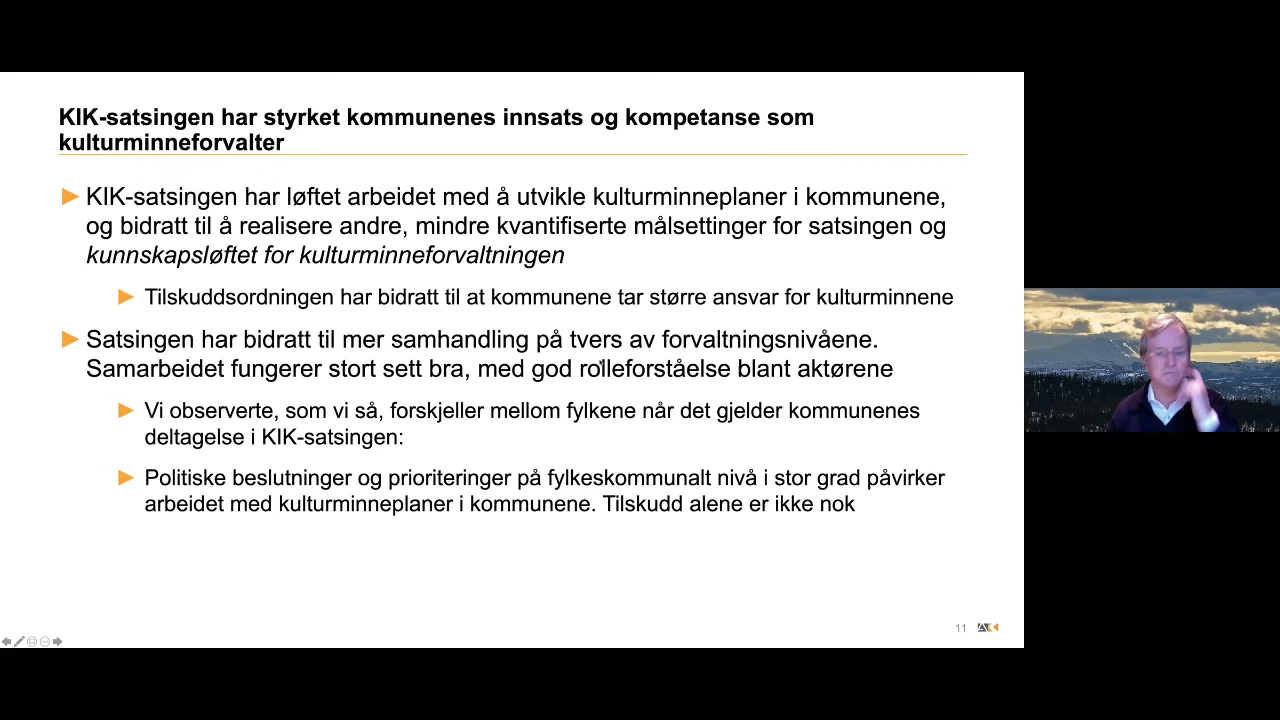 KIK-satsingen har styrket kommunenes innsats og kompetanse som
kulturminneforvalter
KIK-satsingen har løftet arbeidet med å utvikle kulturminneplaner i kommunene,
og bidratt til å realisere andre, mindre kvantifiserte målsettinger for satsingen og
kunnskapsløftet for kulturminneforvaltningen
Tilskuddsordningen har bidratt til at kommunene tar større ansvar for kulturminnene
Satsingen har bidratt til mer samhandling på tvers av forvaltningsnivåene.
Samarbeidet fungerer stort sett bra, med god rolleforståelse blant aktørene
Vi observerte, som vi så, forskjeller mellom fylkene når det gjelder kommunenes
deltagelse i KIK-satsingen:
Politiske beslutninger og prioriteringer på fylkeskommunalt nivå i stor grad påvirker
arbeidet med kulturminneplaner i kommunene. Tilskudd alene er ikke nok
11